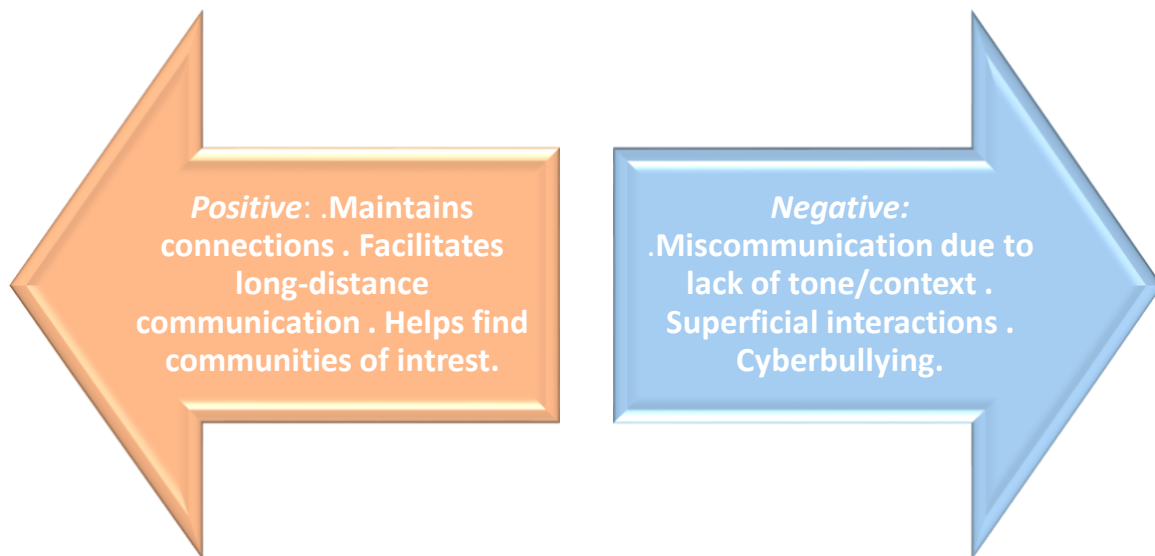 Positive: .Maintains
connections . Facilitates
long-distance
communication . Helps find
communities of intrest.
Negative:
.Miscommunication due to
lack of tone/context .
Superficial interactions .
Cyberbullying.